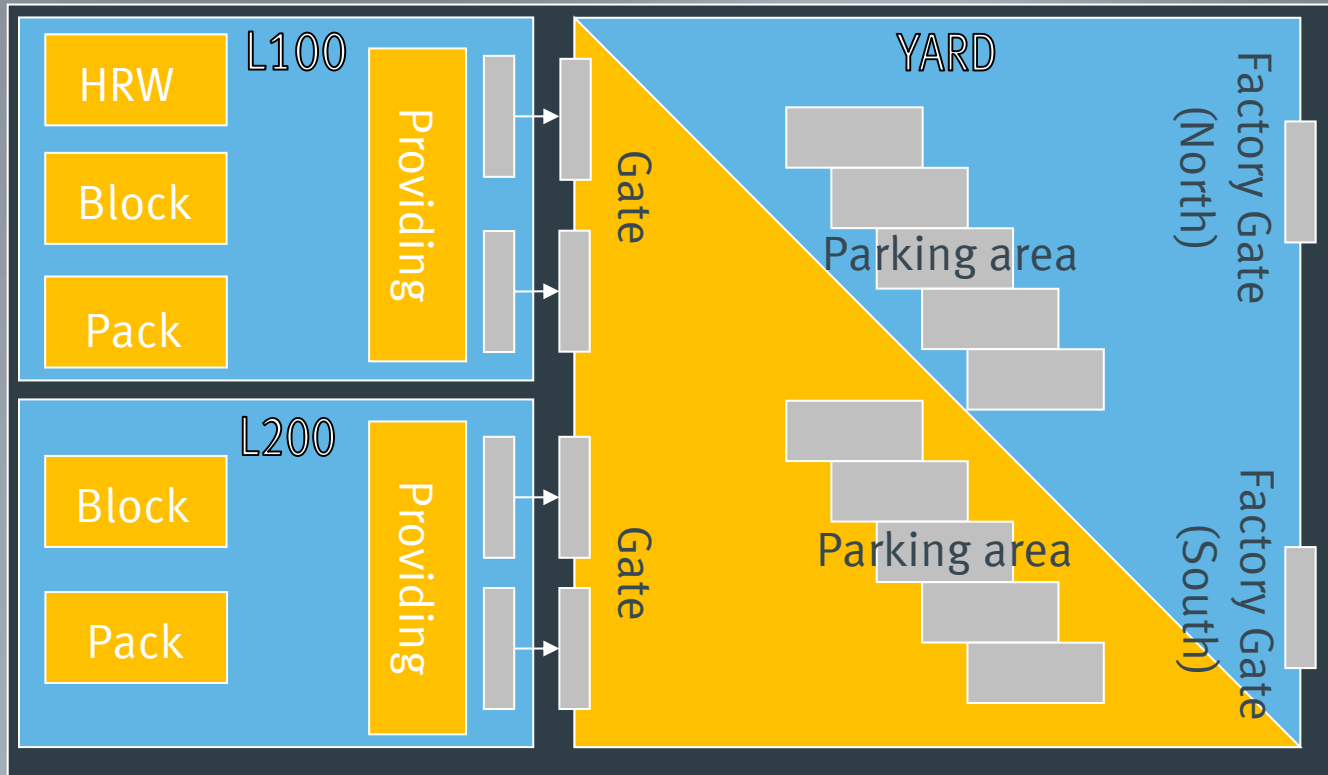 L100
HRW
Block
Pack
Providing
Gate
L200
Block
Pack
Providing
Gate
YARD
Parking area
Parking area
Factory Gate
(North)
Factory Gate
(South)